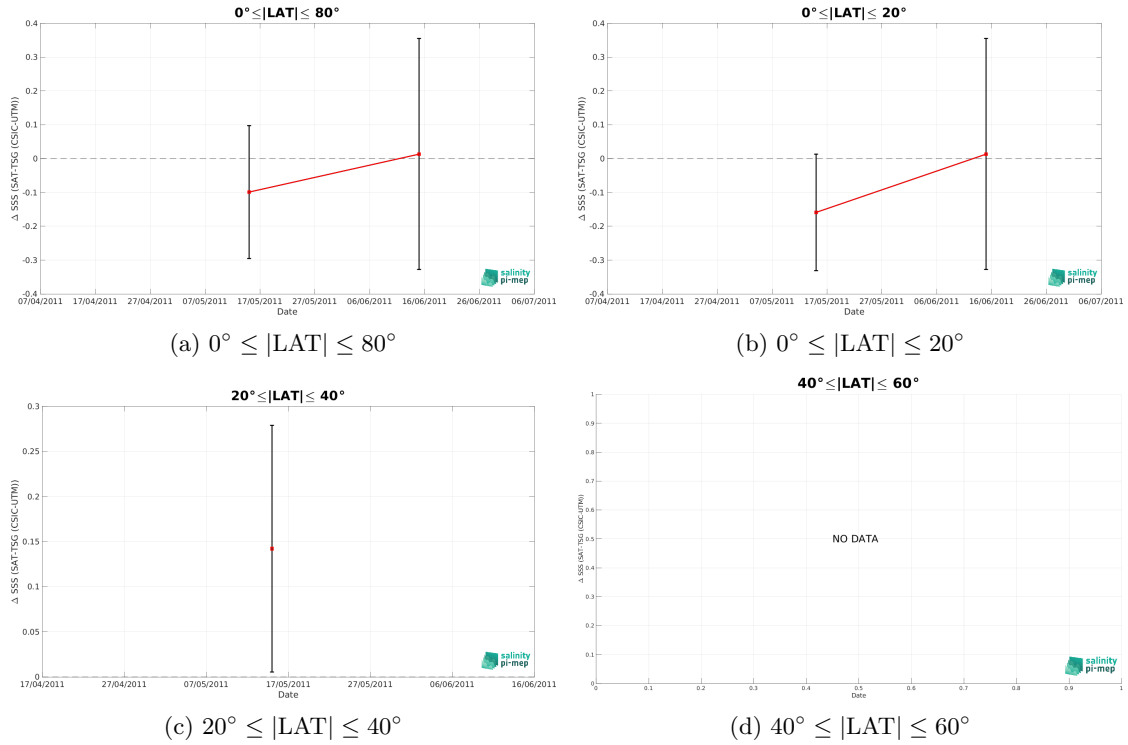 0°≤|LAT|≤ 80°
0.4
0.3
0.2
0.1
0
-0.1
-0.2
-0.3
-0.4
Δ SSS (SAT-TSG (CSIC-UTM))
07/04/2011 17/04/2011 27/04/2011 07/05/2011 17/05/2011 27/05/2011 06/06/2011 16/06/2011 26/06/2011 06/07/2011
Date
salinity
pi-mep
(a) 0° ≤ |LAT| ≤ 80°
0°≤|LAT|≤ 20°
0.4
0.3
0.2
0.1
0
-0.1
-0.2
-0.3
-0.4
Δ SSS (SAT-TSG (CSIC-UTM))
07/04/2011 17/04/2011 27/04/2011 07/05/2011 17/05/2011 27/05/2011 06/06/2011 16/06/2011 26/06/2011 06/07/2011
Date
salinity
pi-mep
(b) 0° ≤ |LAT| ≤ 20°
20°≤|LAT|≤ 40°
0.3
0.25
0.2
0.15
0.1
0.05
0
Δ SSS (SAT-TSG (CSIC-UTM))
17/04/2011 27/04/2011 07/05/2011 17/05/2011 27/05/2011 06/06/2011 16/06/2011
Date
salinity
pi-mep
(c) 20° ≤ |LAT| ≤ 40°
40°≤|LAT|≤ 60°
1
0.9
0.8
0.7
0.6
0.5
0.4
0.3
0.2
0.1
0
Δ SSS (SAT-TSG (CSIC-UTM))
NO DATA
0 0.1 0.2 0.3 0.4 0.5 0.6 0.7 0.8 0.9 1
Date
salinity
pi-mep
(d) 40° ≤ |LAT| ≤ 60°